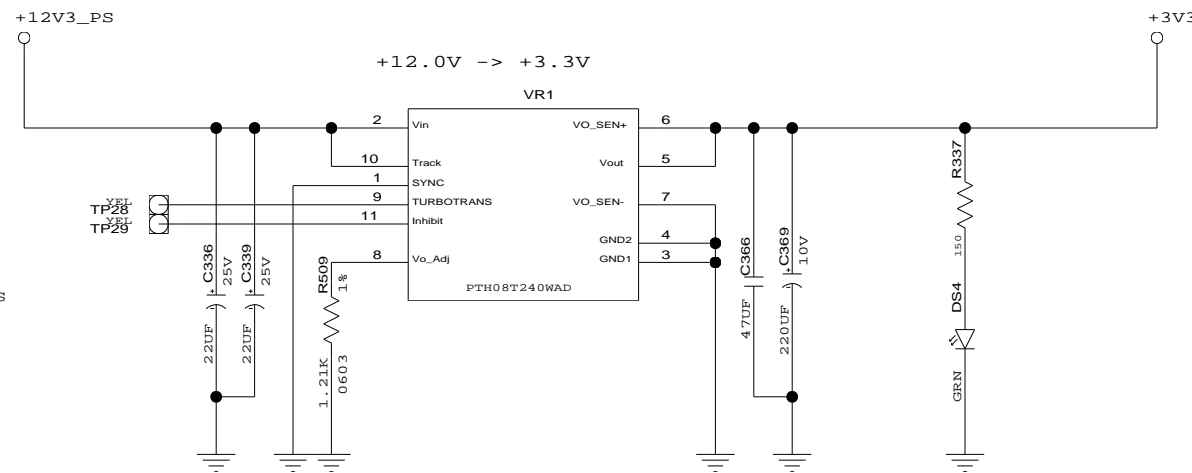 +12V3_PS
+3V3
+12.0V -> +3.3V
VR1
2 Vin
VO_SEN+ 6
10 Track
Vout 5
1 SYNC
YEL
TP28
9 TURBOTRANS
VO_SEN- 7
YEL
TP29
11 Inhibit
GND2 4
8 Vo_Adj
GND1 3
PTH08T240WAD
C336
25V
22UF
C339
25V
22UF
R509
1%
1.21K
0603
C366
47UF
C369
10V
220UF
R337
150
DS4
GRN
S